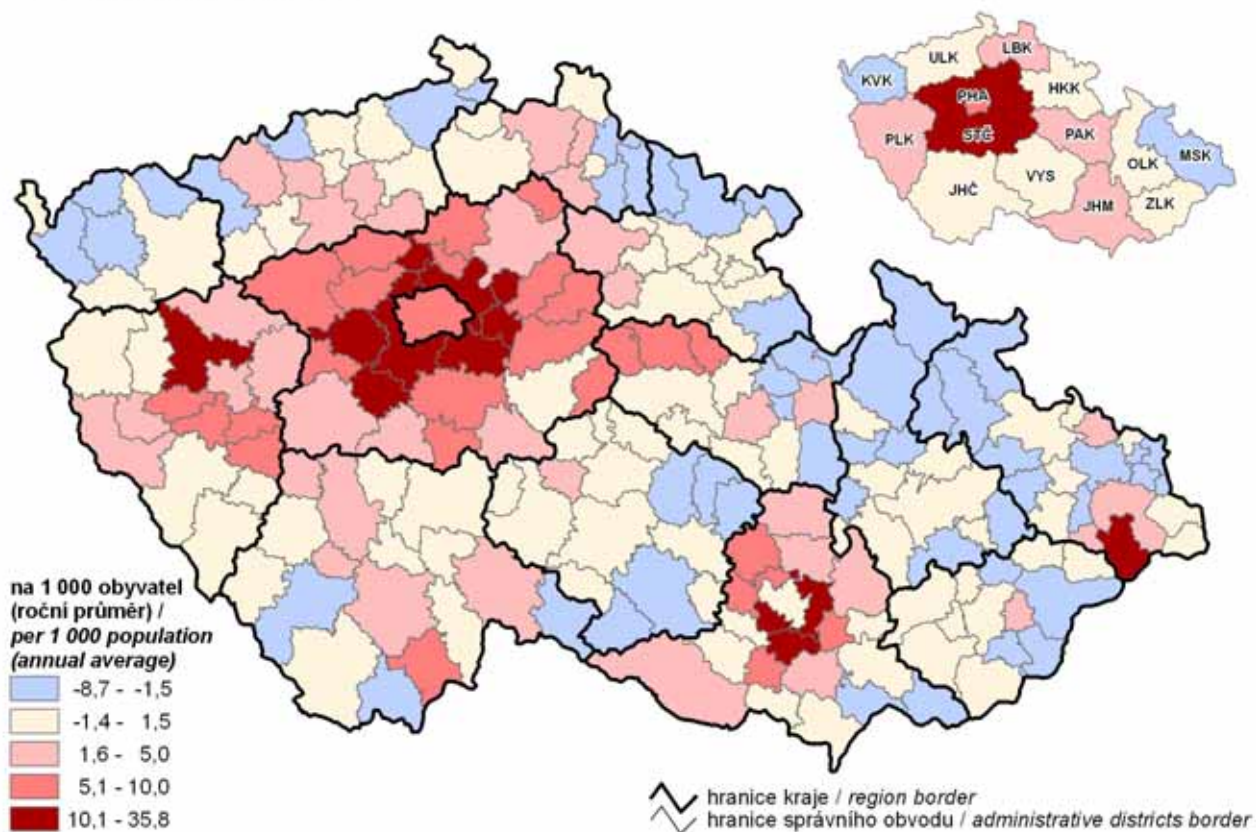 LBK
ULK
KVK
HKK
PHA
PLK
STČ
PAK
OLK
MSK
VYS
JHČ
JHM
ZLK
na 1 000 obyvatel
(roční průměr) /
per 1 000 population
(annual average)
-8,7 - -1,5
-1,4 - 1,5
1,6 - 5,0
5,1 - 10,0
10,1 - 35,8
hranice kraje / region border
hranice správního obvodu / administrative districts border